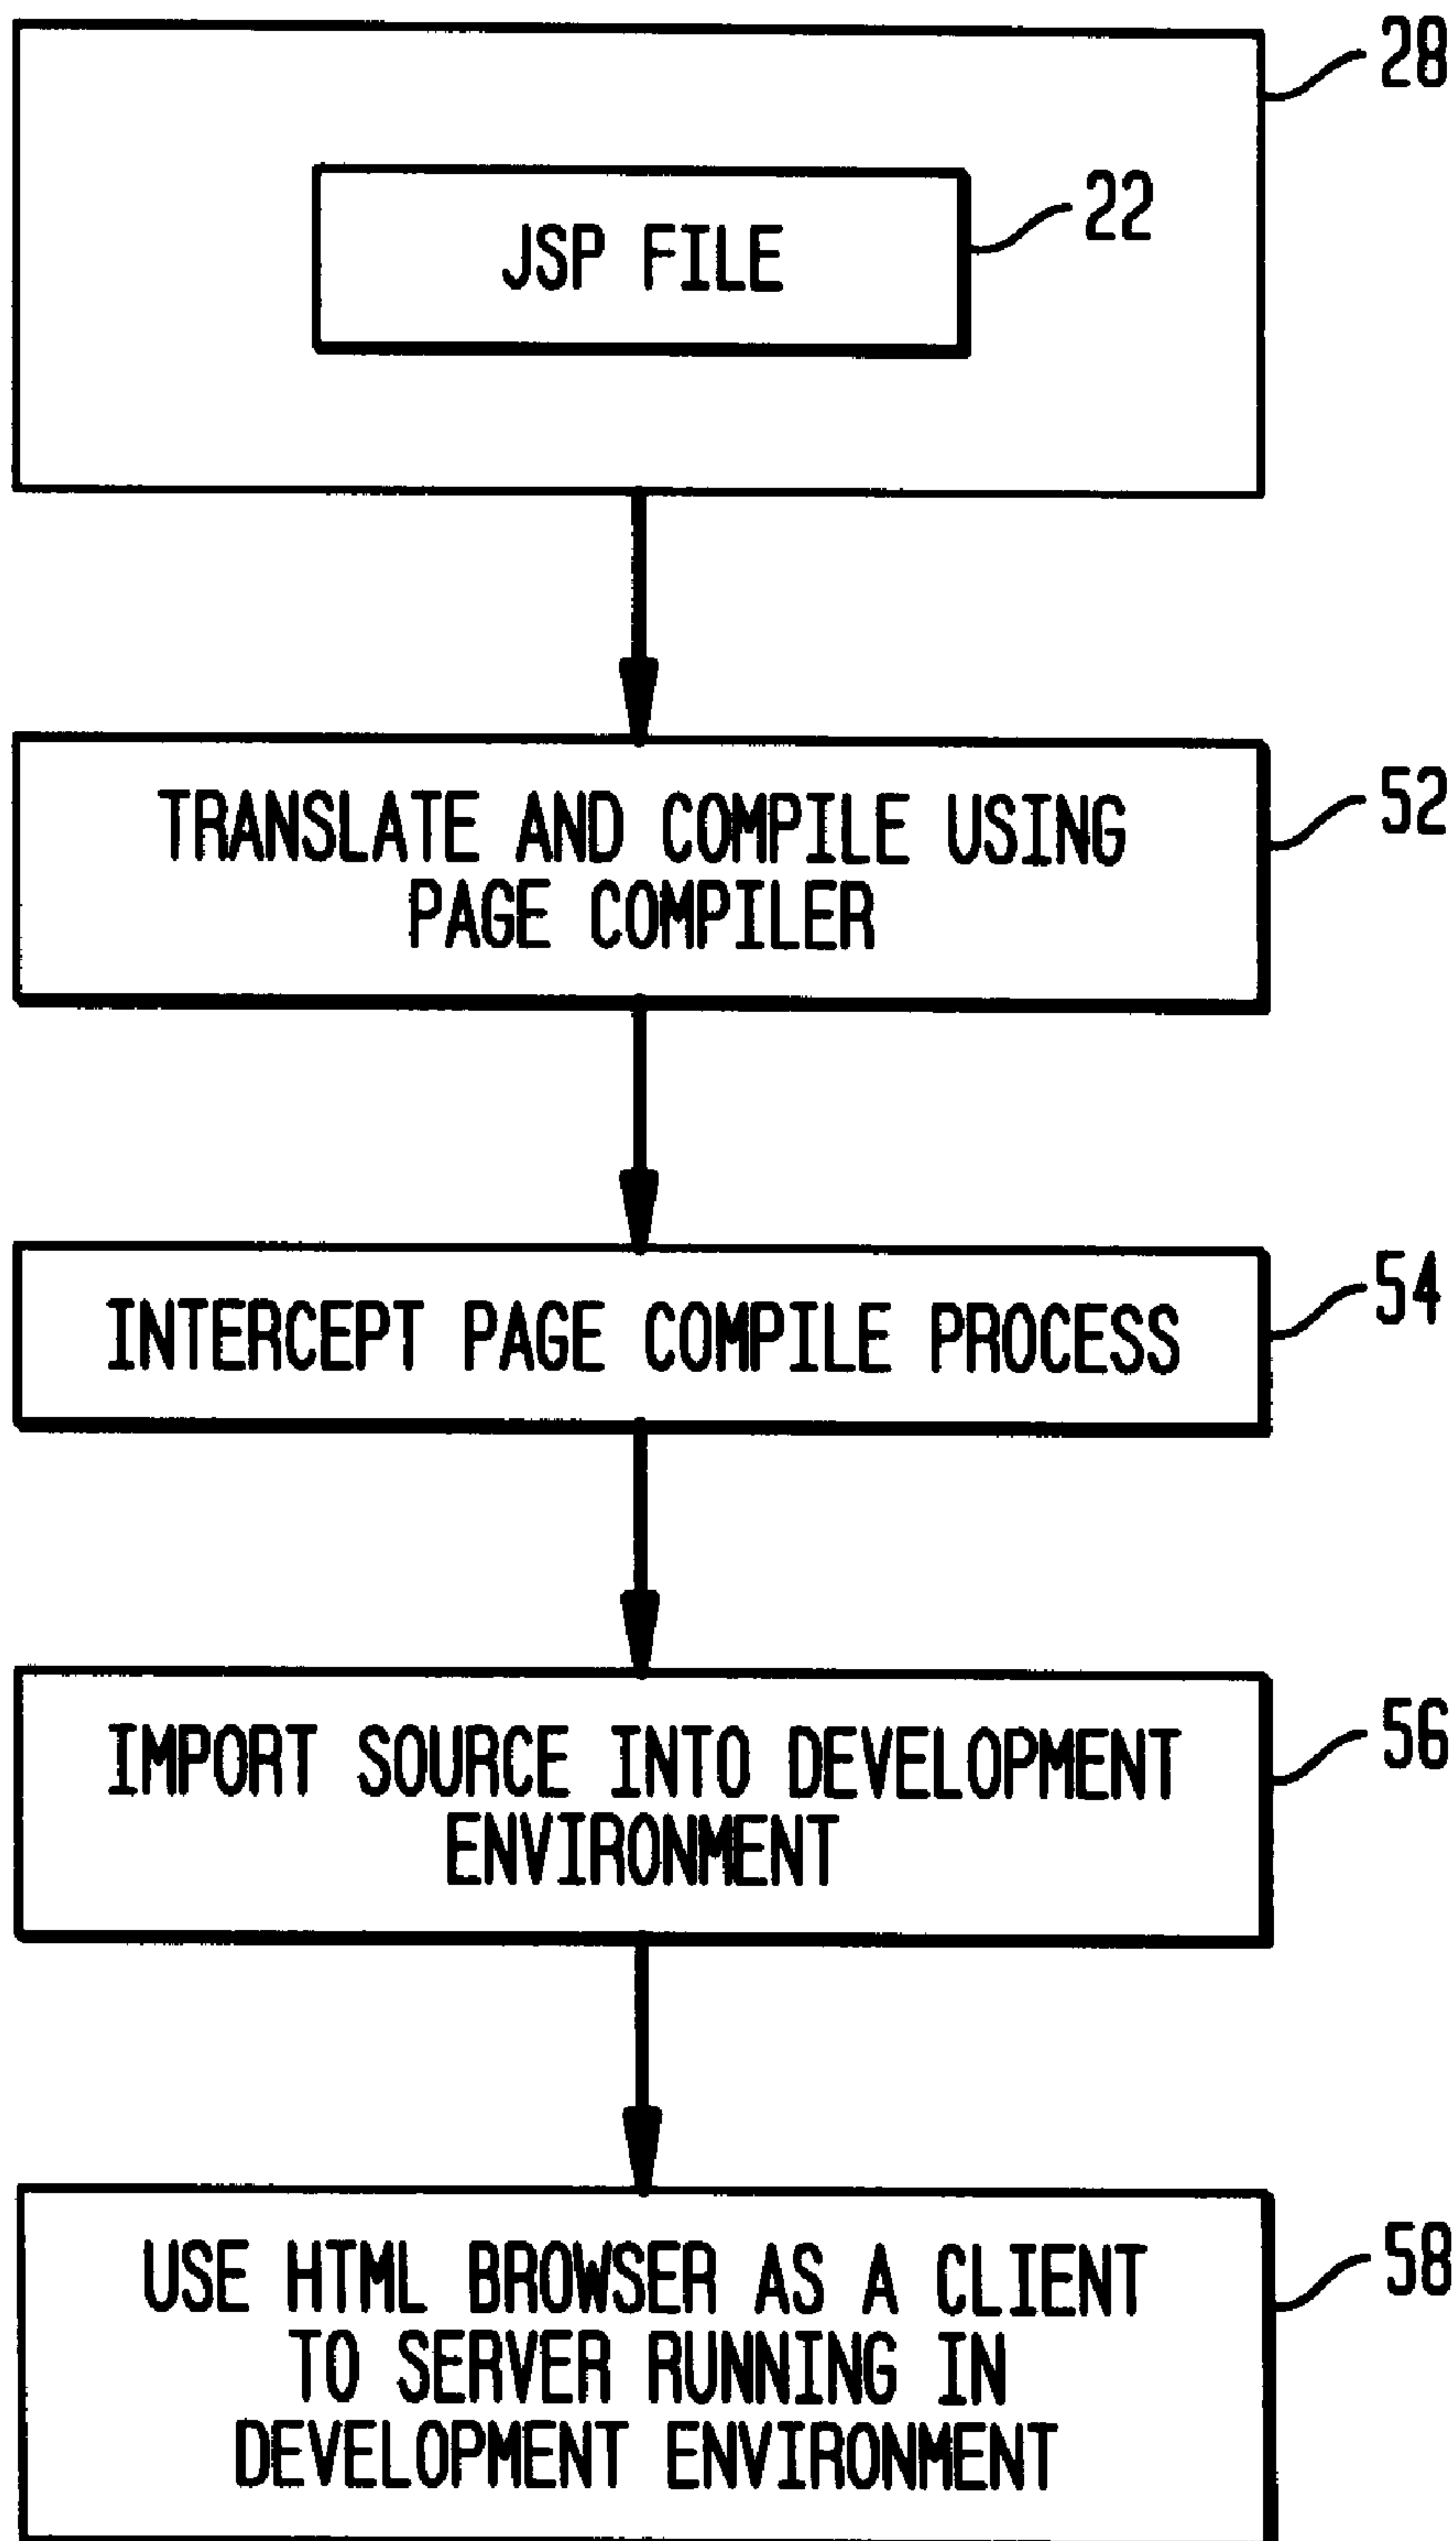 28
JSP FILE
22
TRANSLATE AND COMPILE USING
PAGE COMPILER
52
INTERCEPT PAGE COMPILE PROCESS
54
IMPORT SOURCE INTO DEVELOPMENT
ENVIRONMENT
56
USE HTML BROWSER AS A CLIENT
TO SERVER RUNNING IN
DEVELOPMENT ENVIRONMENT
58